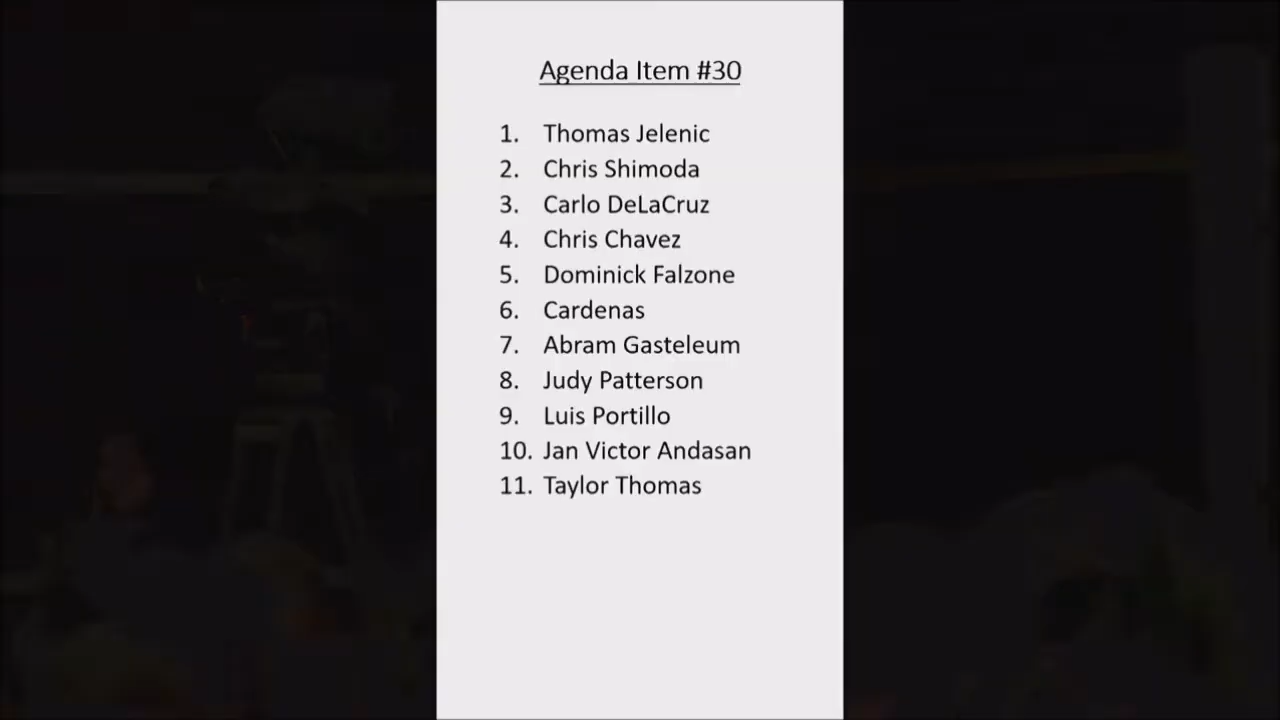 Agenda Item #30
1. Thomas Jelenic
2. Chris Shimoda
3. Carlo DeLaCruz
4. Chris Chavez
5. Dominick Falzone
6. Cardenas
7. Abram Gasteleum
8. Judy Patterson
9. Luis Portillo
10. Jan Victor Andasan
11. Taylor Thomas